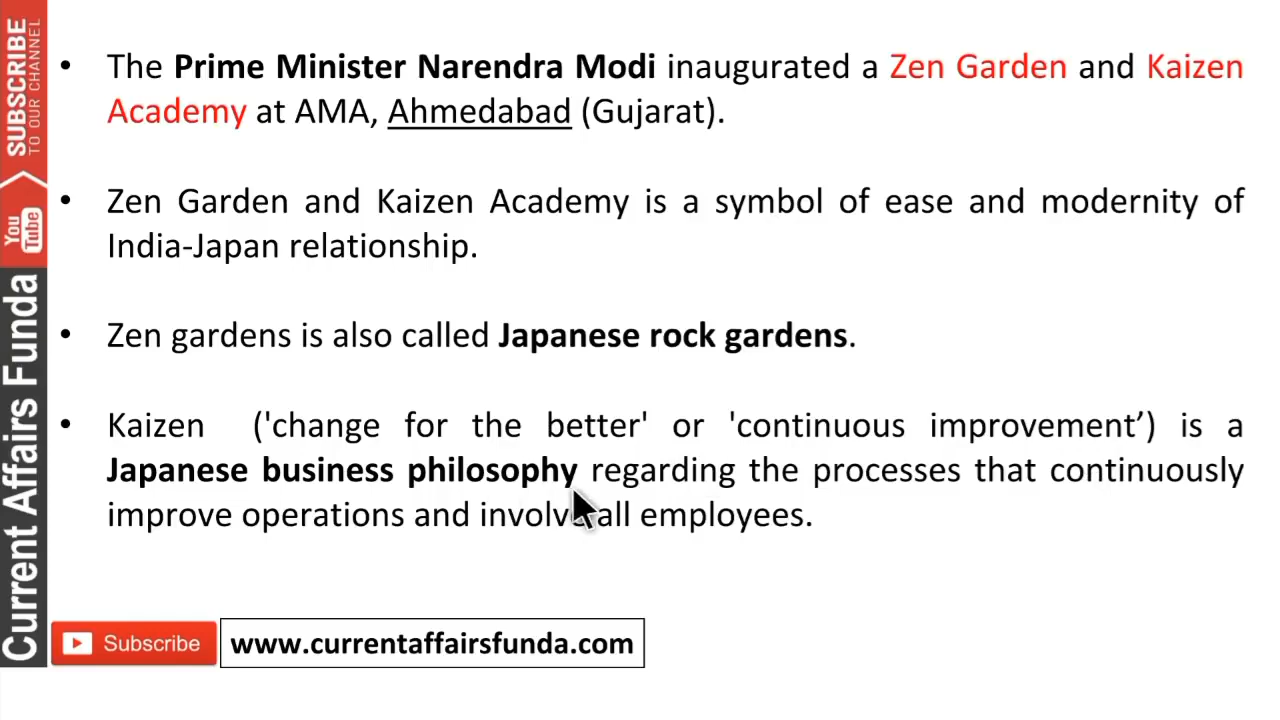 • The Prime Minister Narendra Modi inaugurated a Zen Garden and Kaizen
Academy at AMA, Ahmedabad (Gujarat).
• Zen Garden and Kaizen Academy is a symbol of ease and modernity of
India-Japan relationship.
• Zen gardens is also called Japanese rock gardens.
• Kaizen ('change for the better' or 'continuous improvement’) is a
Japanese business philosophy regarding the processes that continuously
improve operations and involve all employees.
SUBSCRIBE
TO OUR CHANNEL
You
Tube
Current Affairs Funda
Subscribe
www.currentaffairsfunda.com